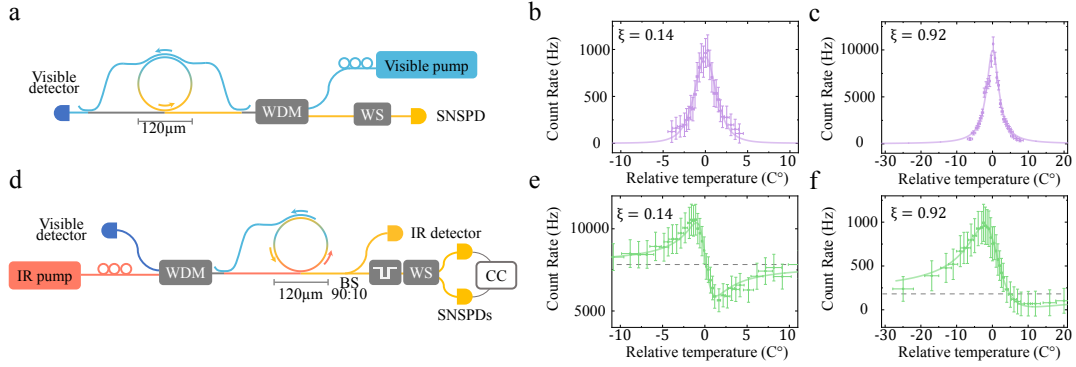 a
Visible
detector
120µm
WDM
Visible pump
WS
SNSPD
b
ξ = 0.14
Count Rate (Hz)
1000
500
0
-10 -5 0 5 10
Relative temperature (C°)
c
ξ = 0.92
Count Rate (Hz)
10000
5000
0
-30 -20 -10 0 10 20
Relative temperature (C°)
d
Visible
detector
IR pump
WDM
120µm
BS
90:10
IR detector
WS
CC
SNSPDs
e
ξ = 0.14
Count Rate (Hz)
10000
5000
-10 -5 0 5 10
Relative temperature (C°)
f
ξ = 0.92
Count Rate (Hz)
1000
500
0
-30 -20 -10 0 10 20
Relative temperature (C°)